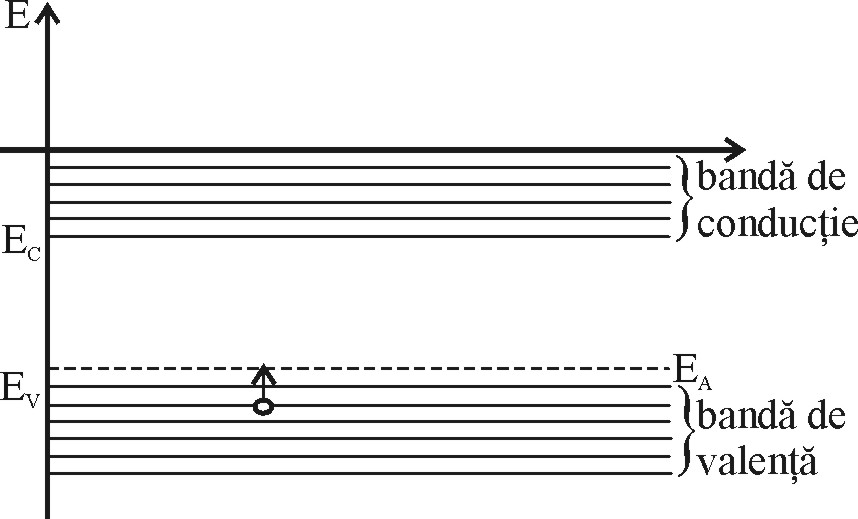 E
bandă de
conducție
E_C
E_A
E_V
bandă de
valență